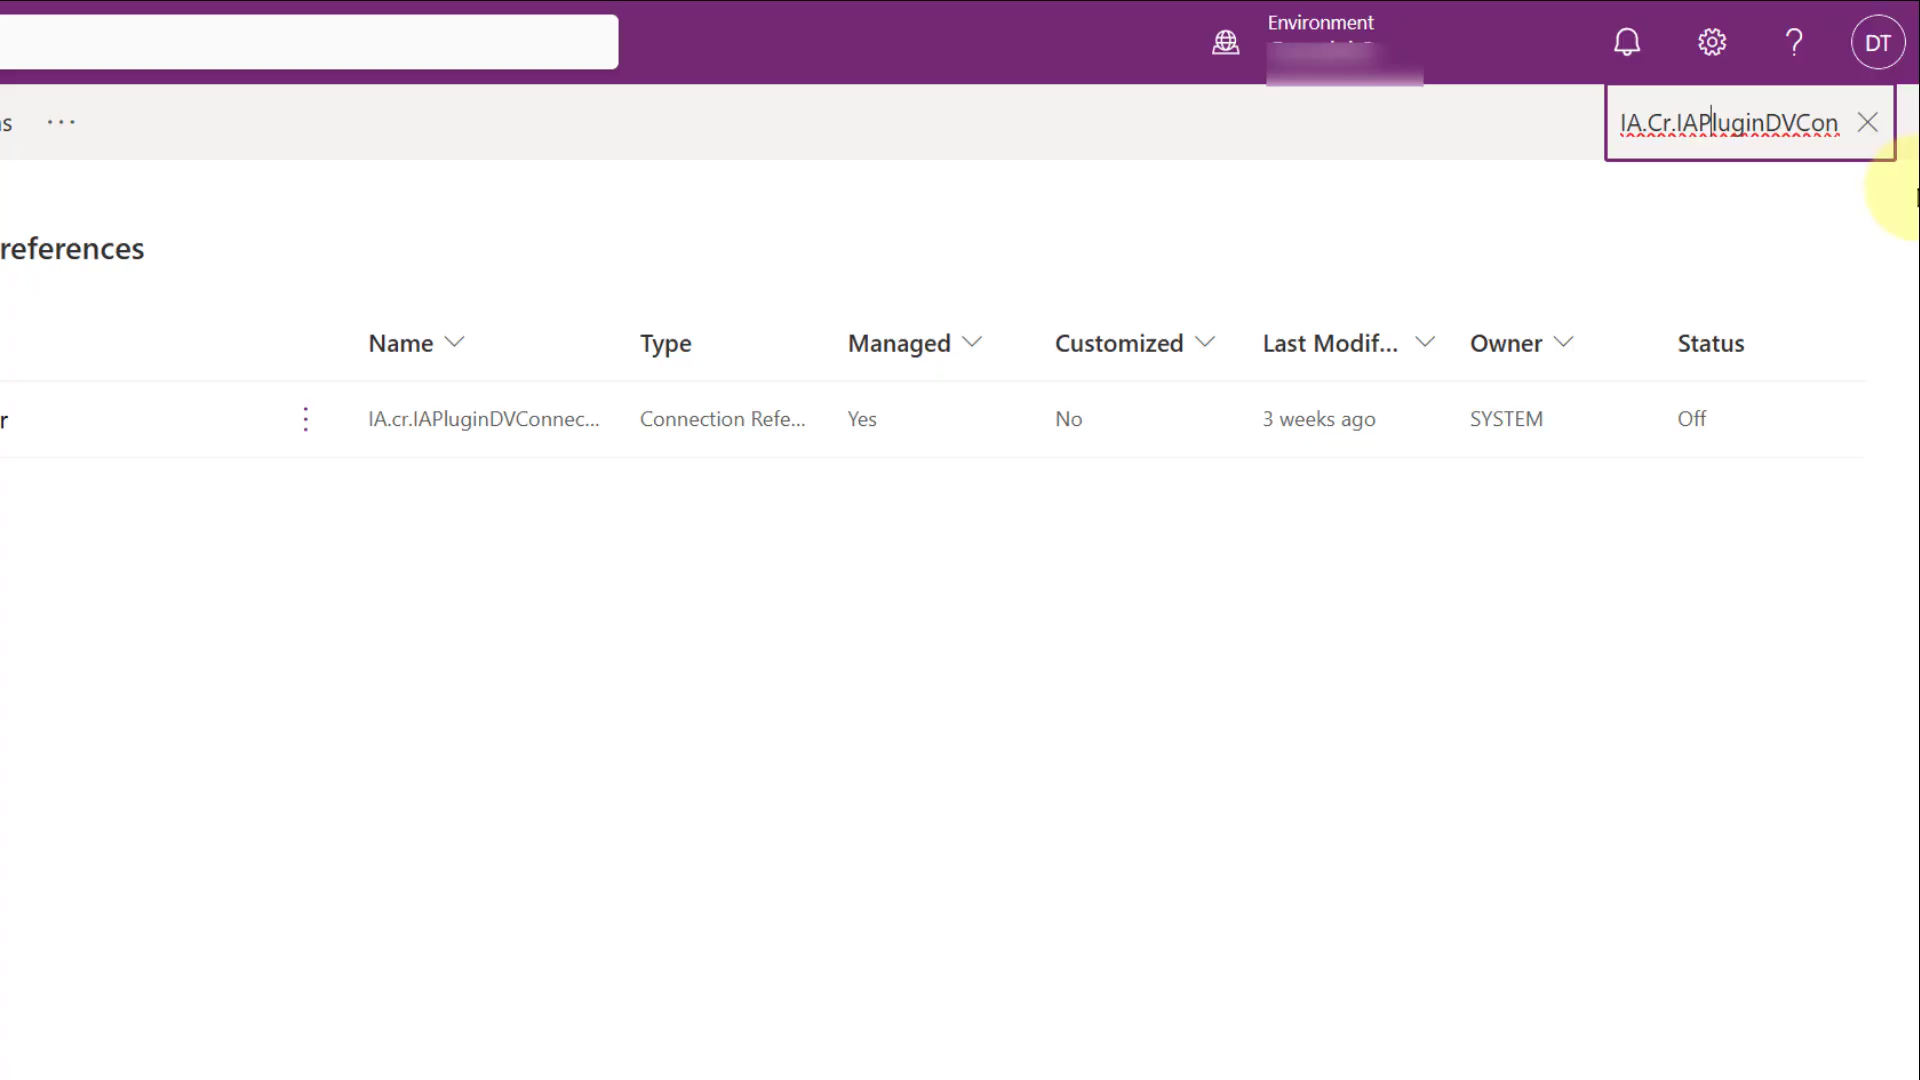 Environment
DT
s ...
IA.Cr.IAPluginDVCon
references
Name Type Managed Customized Last Modif... Owner Status
r IA.cr.IAPluginDVConnec... Connection Refe... Yes No 3 weeks ago SYSTEM Off